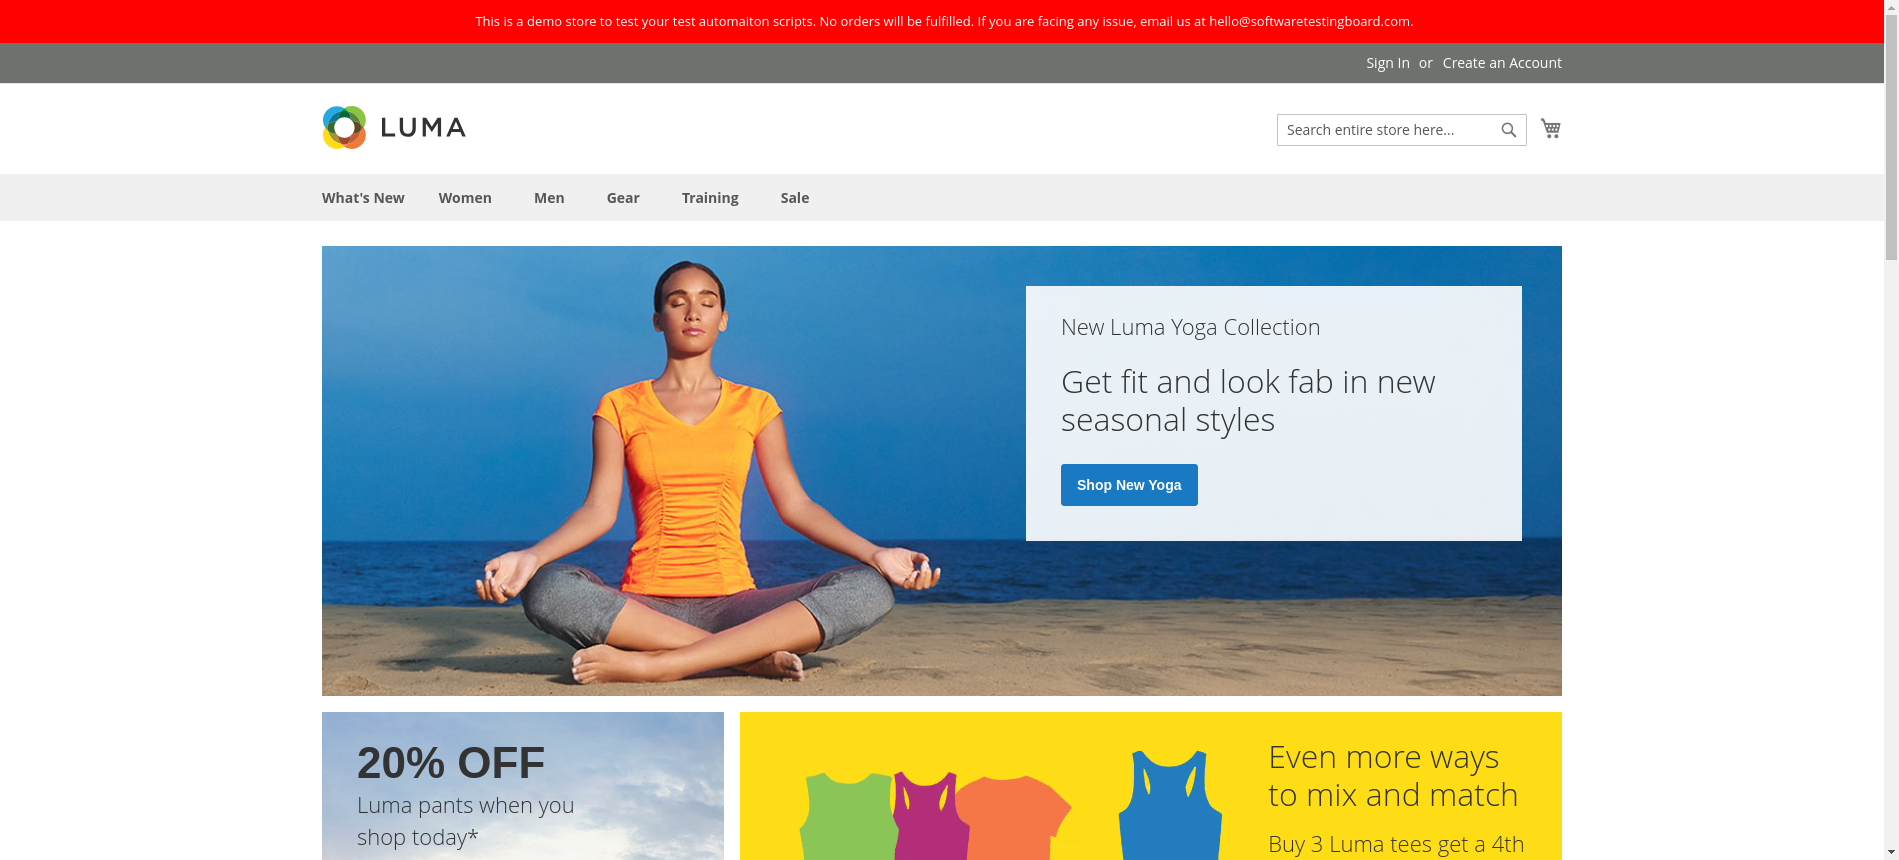 This is a demo store to test your test automaiton scripts. No orders will be fulfilled. If you are facing any issue, email us at hello@softwaretestingboard.com.
Sign In or Create an Account
LUMA
Search entire store here...
What's New Women Men Gear Training Sale
New Luma Yoga Collection
Get fit and look fab in new
seasonal styles
Shop New Yoga
20% OFF
Luma pants when you
shop today*
Even more ways
to mix and match
Buy 3 Luma tees get a 4th